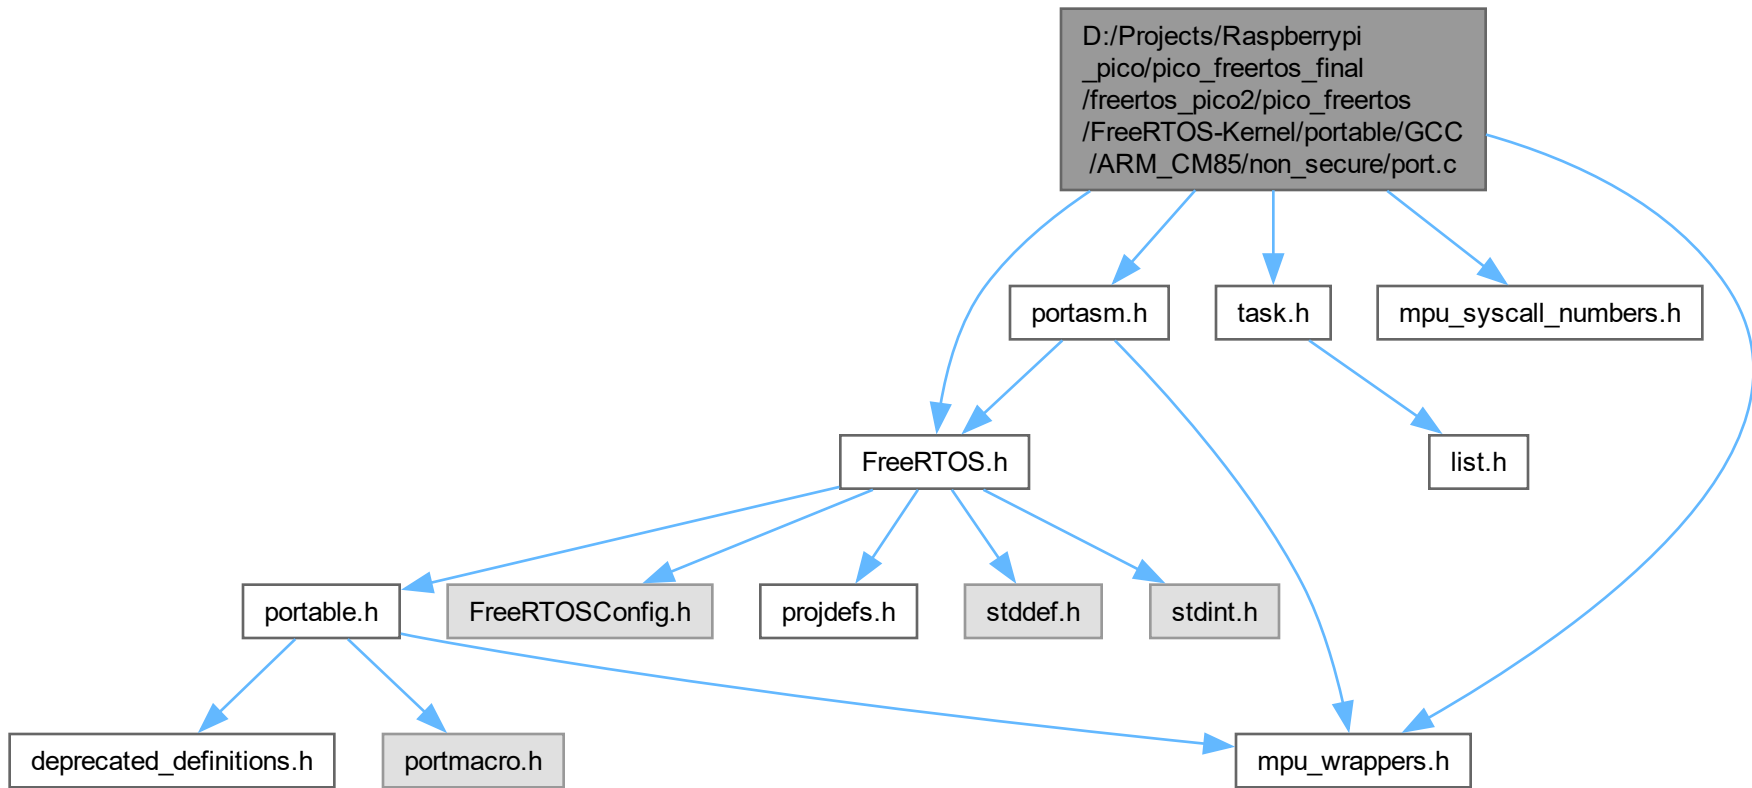 D:/Projects/Raspberrypi
_pico/pico_freertos_final
/freertos_pico2/pico_freertos
/FreeRTOS-Kernel/portable/GCC
/ARM_CM85/non_secure/port.c
portasm.h
task.h
mpu_syscall_numbers.h
FreeRTOS.h
list.h
portable.h
FreeRTOSConfig.h
projdefs.h
stddef.h
stdint.h
deprecated_definitions.h
portmacro.h
mpu_wrappers.h